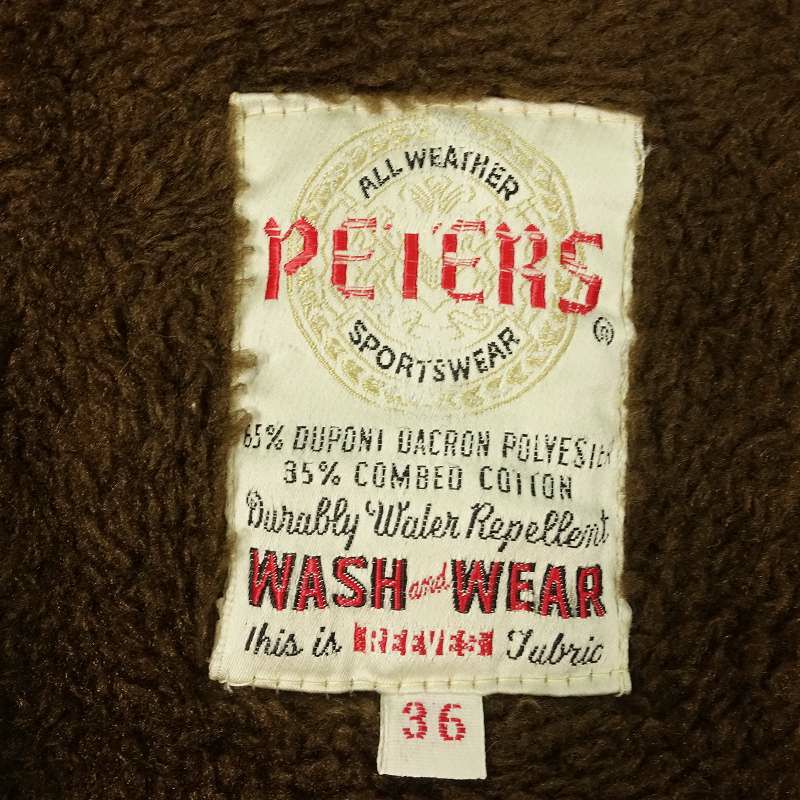 ALL WEATHER
PETERS
SPORTSWEAR
®
65% DUPONT DACRON POLYESTER
35% COMBED COTTON
Durably Water Repellent
WASH and WEAR
This is REEVES Fabric
36